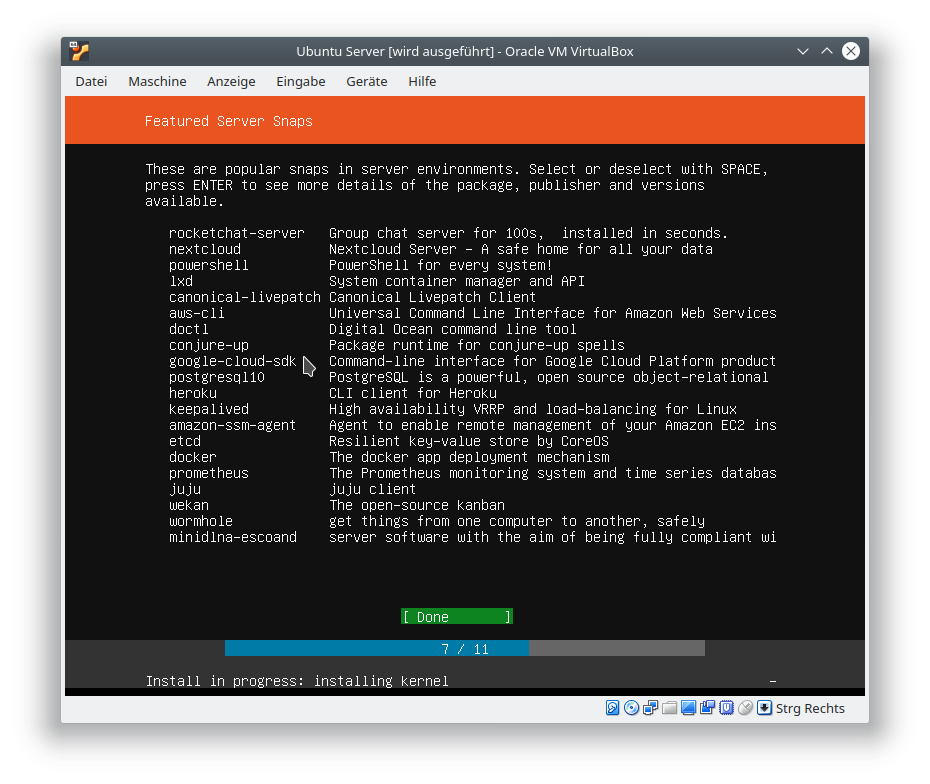 Ubuntu Server [wird ausgeführt] - Oracle VM VirtualBox
Datei Maschine Anzeige Eingabe Geräte Hilfe
Featured Server Snaps
These are popular snaps in server environments. Select or deselect with SPACE,
press ENTER to see more details of the package, publisher and versions
available.
rocketchat-server Group chat server for 100s,  installed in seconds.
nextcloud Nextcloud Server - A safe home for all your data
powershell PowerShell for every system!
lxd System container manager and API
canonical-livepatch Canonical Livepatch Client
aws-cli Universal Command Line Interface for Amazon Web Services
doctl Digital Ocean command line tool
conjure-up Package runtime for conjure-up spells
google-cloud-sdk Command-line interface for Google Cloud Platform product
postgresql10 PostgreSQL is a powerful, open source object-relational
heroku CLI client for Heroku
keepalived High availability VRRP and load-balancing for Linux
amazon-ssm-agent Agent to enable remote management of your Amazon EC2 ins
etcd Resilient key-value store by CoreOS
docker The docker app deployment mechanism
prometheus The Prometheus monitoring system and time series databas
juju juju client
wekan The open-source kanban
wormhole get things from one computer to another, safely
minidlna-escoand server software with the aim of being fully compliant wi
[ Done ]
7 / 11
Install in progress: installing kernel -
Strg Rechts